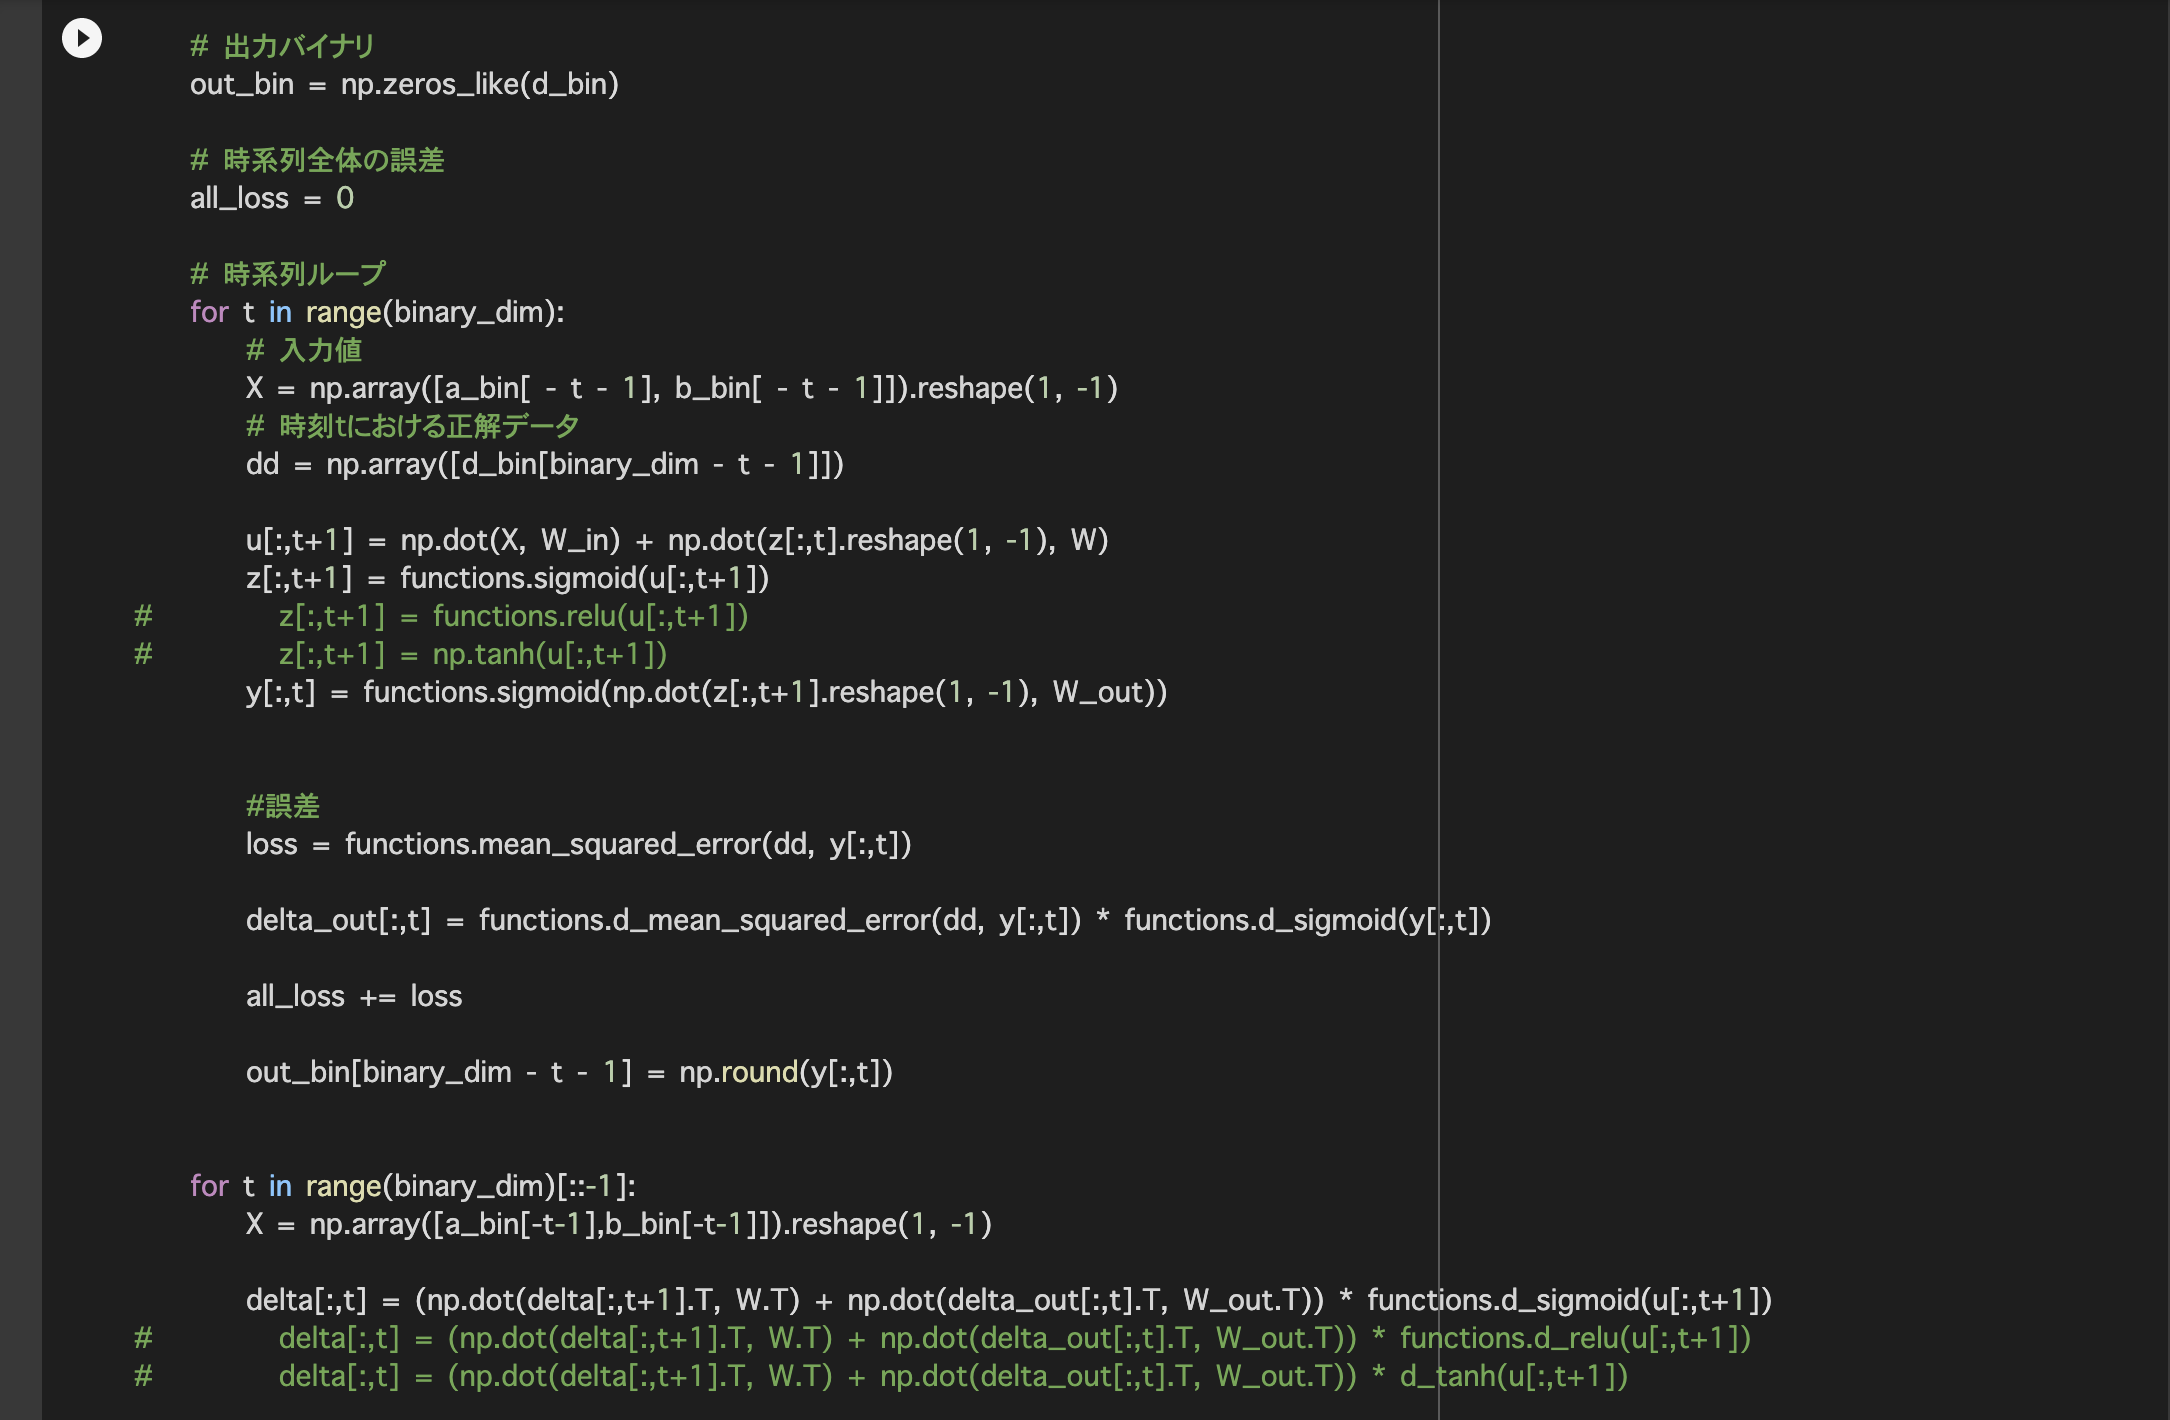 # 出力バイナリ
out_bin = np.zeros_like(d_bin)
# 時系列全体の誤差
all_loss = 0
# 時系列ループ
for t in range(binary_dim):
# 入力値
X = np.array([a_bin[ - t - 1], b_bin[ - t - 1]]).reshape(1, -1)
# 時刻tにおける正解データ
dd = np.array([d_bin[binary_dim - t - 1]])
u[:,t+1] = np.dot(X, W_in) + np.dot(z[:,t].reshape(1, -1), W)
z[:,t+1] = functions.sigmoid(u[:,t+1])
# z[:,t+1] = functions.relu(u[:,t+1])
# z[:,t+1] = np.tanh(u[:,t+1])
y[:,t] = functions.sigmoid(np.dot(z[:,t+1].reshape(1, -1), W_out))
#誤差
loss = functions.mean_squared_error(dd, y[:,t])
delta_out[:,t] = functions.d_mean_squared_error(dd, y[:,t]) * functions.d_sigmoid(y[:,t])
all_loss += loss
out_bin[binary_dim - t - 1] = np.round(y[:,t])
for t in range(binary_dim)[::-1]:
X = np.array([a_bin[-t-1],b_bin[-t-1]]).reshape(1, -1)
delta[:,t] = (np.dot(delta[:,t+1].T, W.T) + np.dot(delta_out[:,t].T, W_out.T)) * functions.d_sigmoid(u[:,t+1])
# delta[:,t] = (np.dot(delta[:,t+1].T, W.T) + np.dot(delta_out[:,t].T, W_out.T)) * functions.d_relu(u[:,t+1])
# delta[:,t] = (np.dot(delta[:,t+1].T, W.T) + np.dot(delta_out[:,t].T, W_out.T)) * d_tanh(u[:,t+1])